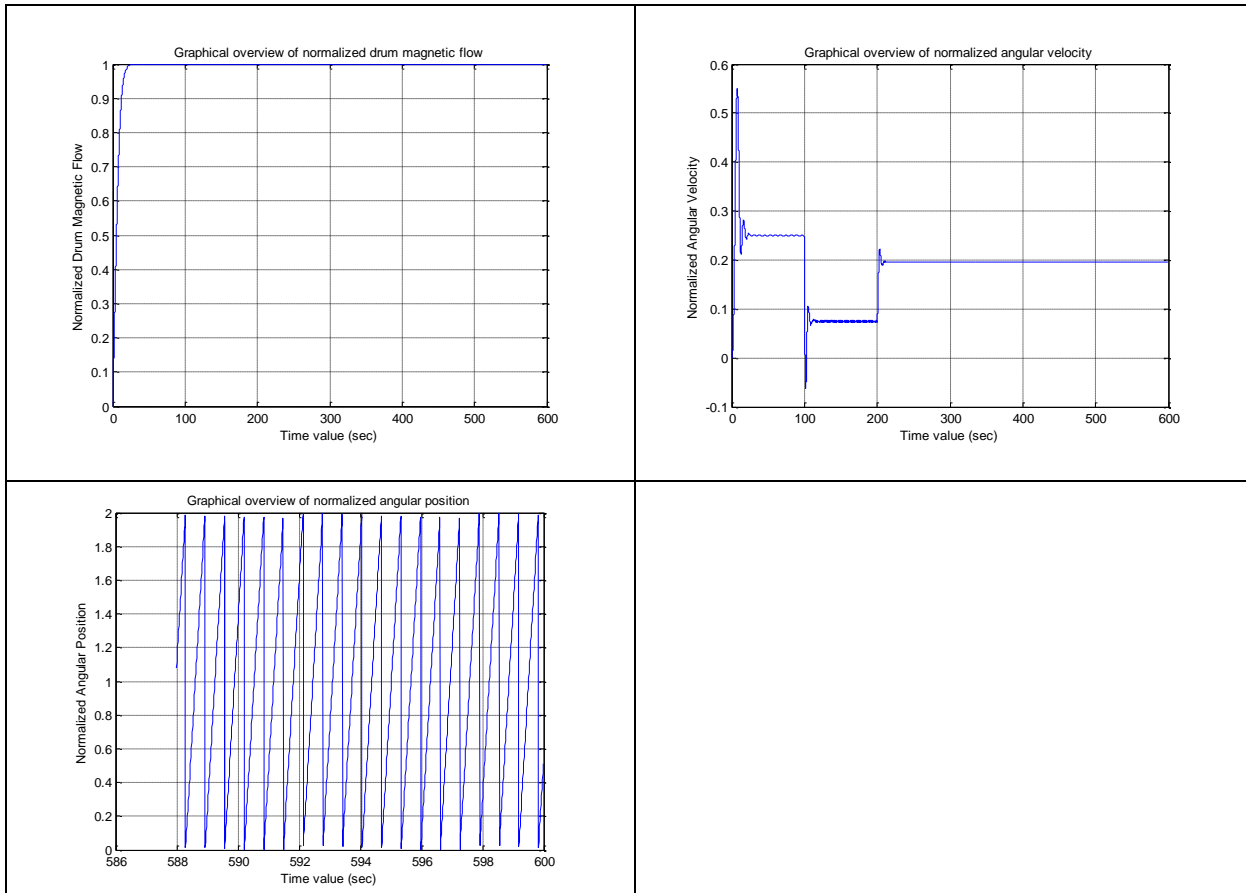 Graphical overview of normalized drum magnetic flow
Normalized Drum Magnetic Flow
1
0.9
0.8
0.7
0.6
0.5
0.4
0.3
0.2
0.1
0
0 100 200 300 400 500 600
Time value (sec)
Graphical overview of normalized angular velocity
Normalized Angular Velocity
0.6
0.5
0.4
0.3
0.2
0.1
0
-0.1
0 100 200 300 400 500 600
Time value (sec)
Graphical overview of normalized angular position
Normalized Angular Position
2
1.8
1.6
1.4
1.2
1
0.8
0.6
0.4
0.2
0
586 588 590 592 594 596 598 600
Time value (sec)